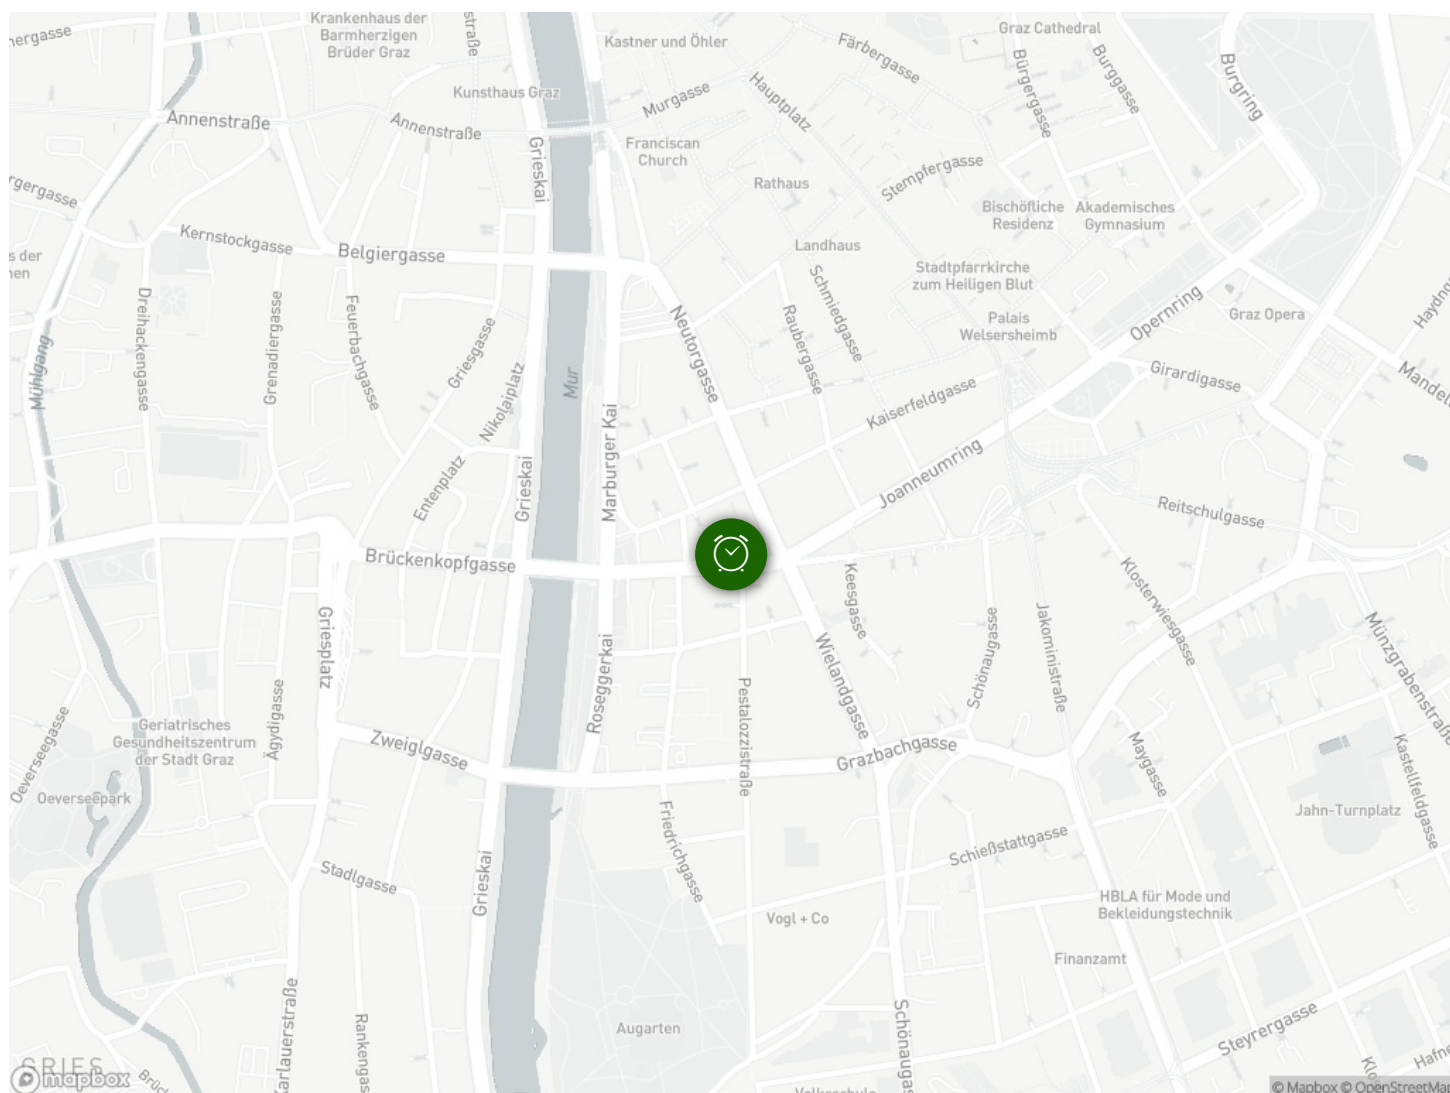 Krankenhaus der
Barmherzigen
Brüder Graz
straße
Kastner und Öhler
Färbergasse
Graz Cathedral
Burgring
Burggasse
Bürgergasse
Kunsthaus Graz
Murgasse
Hauptplatz
Annenstraße
Annenstraße
Grieskai
Franciscan
Church
Rathaus
Stempfergasse
Bischöfliche
Residenz
Akademisches
Gymnasium
Kernstockgasse
Belgiergasse
Landhaus
Schmiedgasse
Stadtpfarrkirche
zum Heiligen Blut
Palais
Welsersheimb
Opernring
Graz Opera
Dreihackengasse
Grenadiergasse
Feuerbachgasse
Griesgasse
Nikolaiplatz
Mühlgang
Mur
Neutorgasse
Raubergasse
Kaiserfeldgasse
Girardigasse
Entenplatz
Grieskai
Marburger Kai
Joanneumring
Reitschulgasse
Brückenkopfgasse
Keesgasse
Klosterwiesgasse
Griesplatz
Roseggerkai
Wielandgasse
Schönaugasse
Jakoministraße
Münzgrabenstraße
Ägydigasse
Pestalozzistraße
Geriatrisches
Gesundheitszentrum
der Stadt Graz
Oeverseegasse
Zweiglgasse
Grazbachgasse
Maygasse
Kastellfeldgasse
Oeverseepark
Jahn-Turnplatz
Friedrichgasse
Schießstattgasse
Stadlgasse
Grieskai
Vogl + Co
HBLA für Mode und
Bekleidungstechnik
Finanzamt
Karlauerstraße
Rankengas
Augarten
Schönaugas
Steyrergasse
GRIES
mapbox
© Mapbox © OpenStreetMap